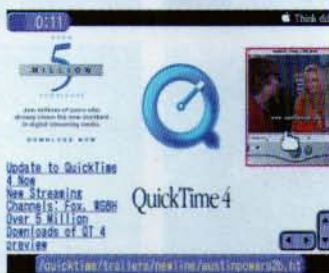 0:11
Think di
OVER
5
MILLION
DOWNLOAD NOW
Update to QuickTime
4 Now
New Streaming
Channels: Fox, WGBH
Over 5 Million
Downloads of QT 4
preview
QuickTime 4
/quicktime/trailers/newline/austinpowers2b.ht